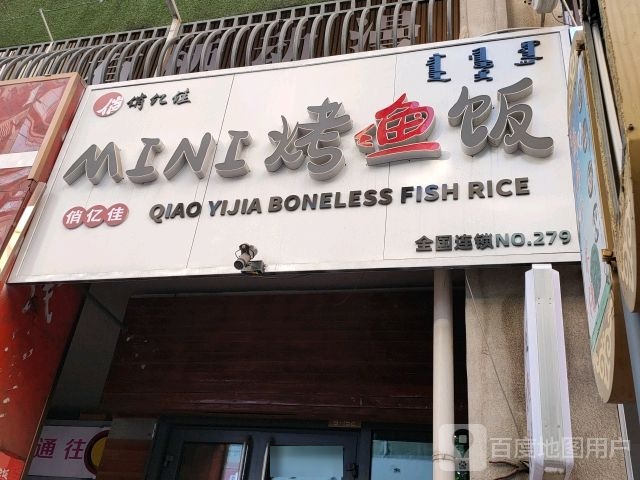 俏 俏亿佳
MINI烤鱼饭
俏亿佳 QIAO YIJIA BONELESS FISH RICE
全国连锁NO.279
通往
百度地图用户